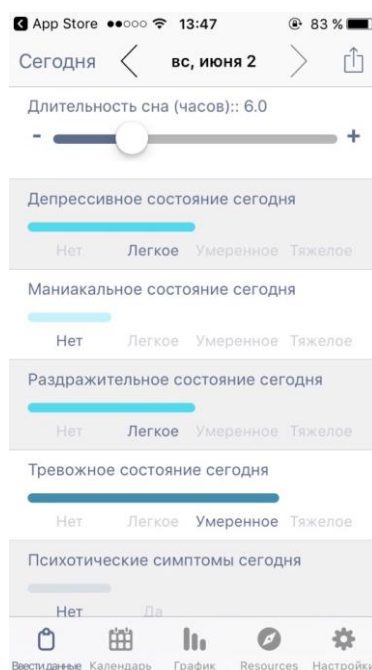 App Store 13:47 83 %
Сегодня вс, июня 2
Длительность сна (часов):: 6.0
- +
Депрессивное состояние сегодня
Нет Легкое Умеренное Тяжелое
Маниакальное состояние сегодня
Нет Легкое Умеренное Тяжелое
Раздражительное состояние сегодня
Нет Легкое Умеренное Тяжелое
Тревожное состояние сегодня
Нет Легкое Умеренное Тяжелое
Психотические симптомы сегодня
Нет Да
Ввести данные Календарь График Resources Настройки